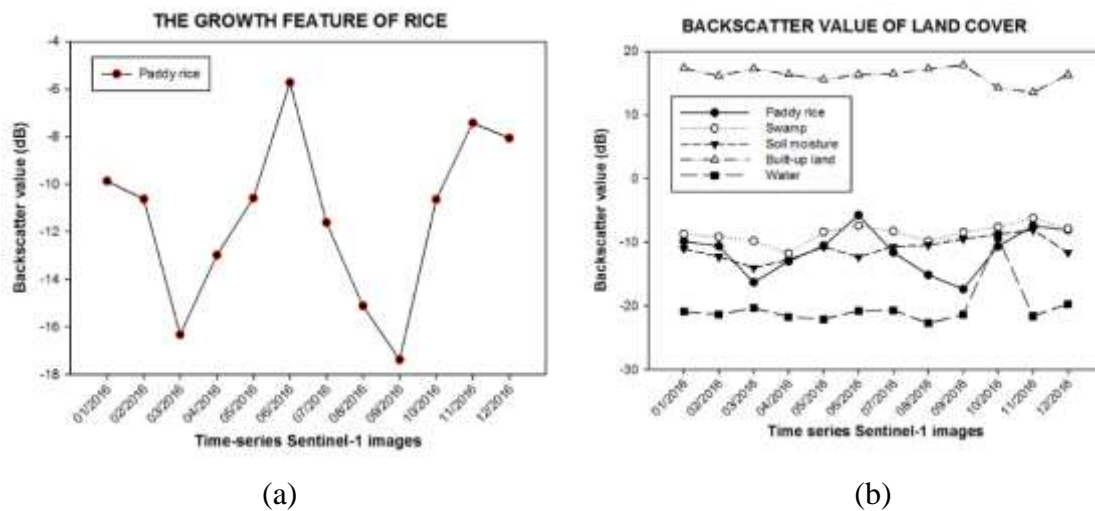 THE GROWTH FEATURE OF RICE
-4
-6
-8
-10
-12
-14
-16
-18
Paddy rice
Backscatter value (dB)
01/2016
02/2016
03/2016
04/2016
05/2016
06/2016
07/2016
08/2016
09/2016
10/2016
11/2016
12/2016
Time-series Sentinel-1 images
(a)
BACKSCATTER VALUE OF LAND COVER
20
10
0
-10
-20
-30
Paddy rice
Swamp
Soil moisture
Built-up land
Water
Backscatter value (dB)
01/2016
02/2016
03/2016
04/2016
05/2016
06/2016
07/2016
08/2016
09/2016
10/2016
11/2016
12/2016
Time series Sentinel-1 images
(b)